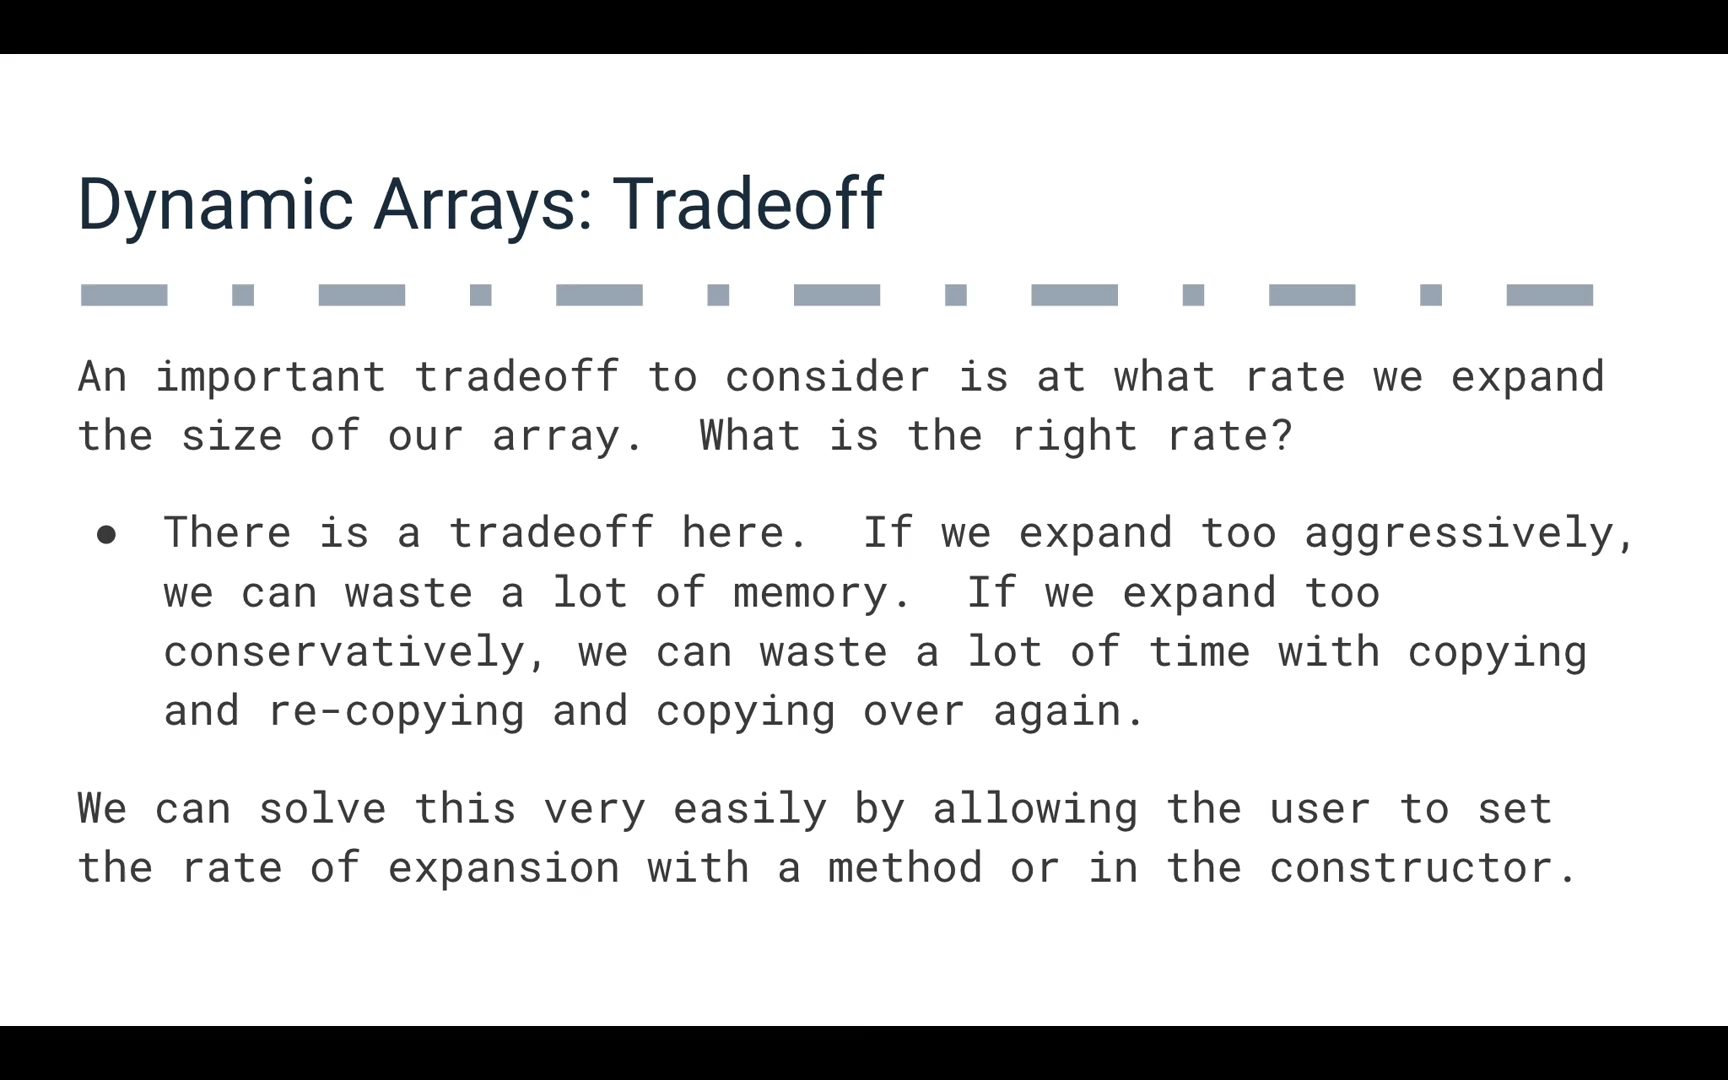 Dynamic Arrays: Tradeoff
An important tradeoff to consider is at what rate we expand
the size of our array.  What is the right rate?
● There is a tradeoff here.  If we expand too aggressively,
we can waste a lot of memory.  If we expand too
conservatively, we can waste a lot of time with copying
and re-copying and copying over again.
We can solve this very easily by allowing the user to set
the rate of expansion with a method or in the constructor.